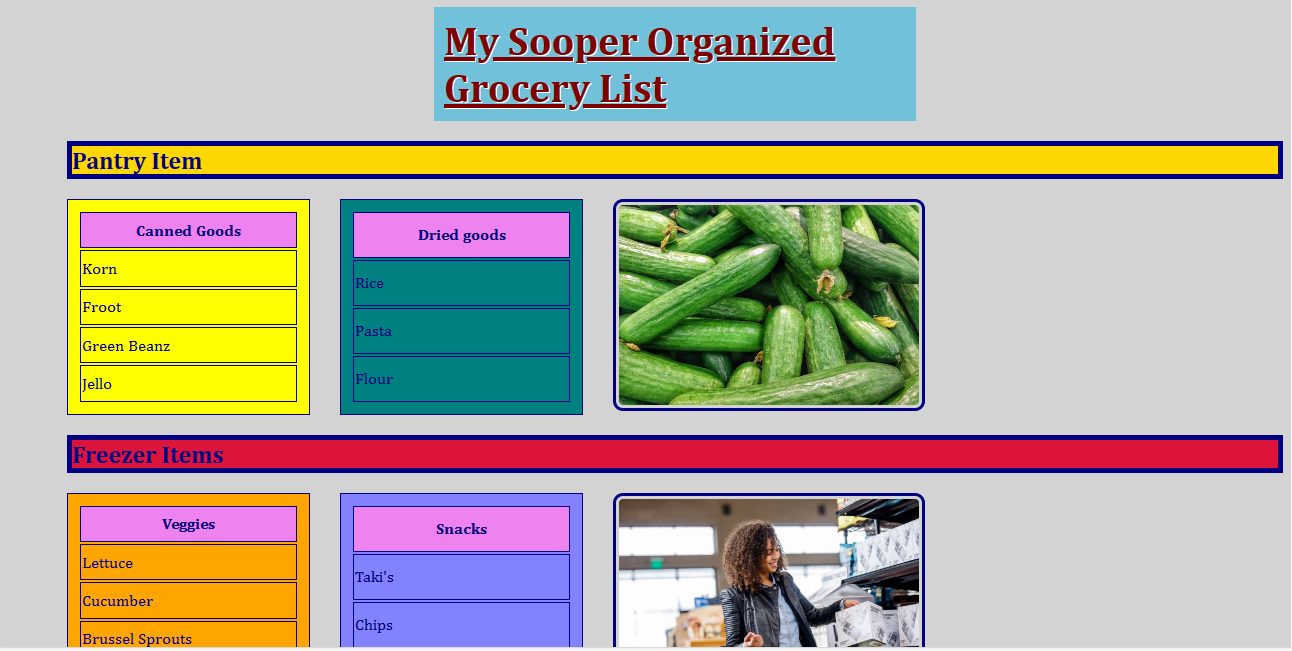 My Sooper Organized
Grocery List
Pantry Item
Canned Goods
Korn
Froot
Green Beanz
Jello
Dried goods
Rice
Pasta
Flour
Freezer Items
Veggies
Lettuce
Cucumber
Brussel Sprouts
Snacks
Taki's
Chips